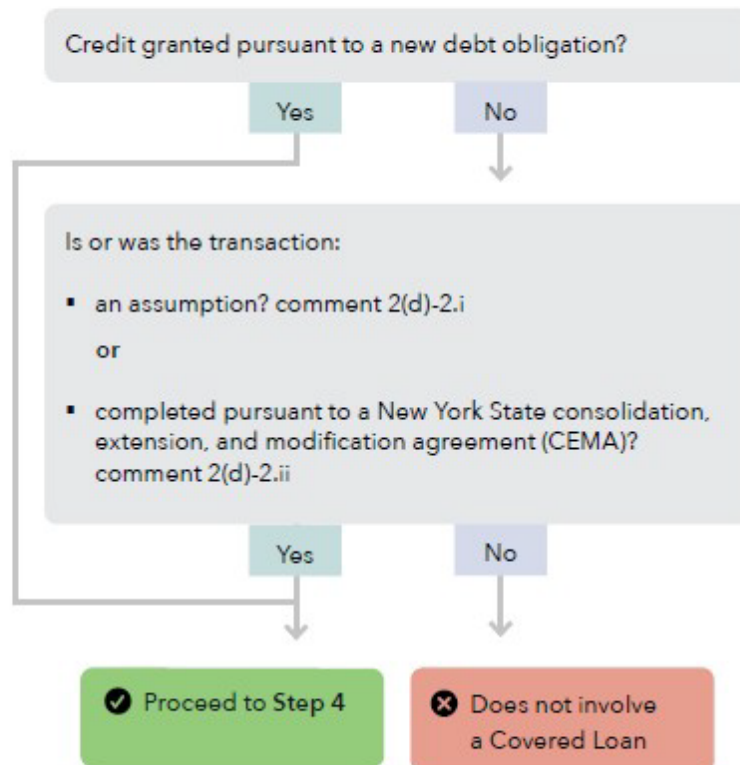 Credit granted pursuant to a new debt obligation?
Yes
No
Is or was the transaction:
▪ an assumption? comment 2(d)-2.i
or
▪ completed pursuant to a New York State consolidation,
extension, and modification agreement (CEMA)?
comment 2(d)-2.ii
Yes
No
Proceed to Step 4
Does not involve
a Covered Loan